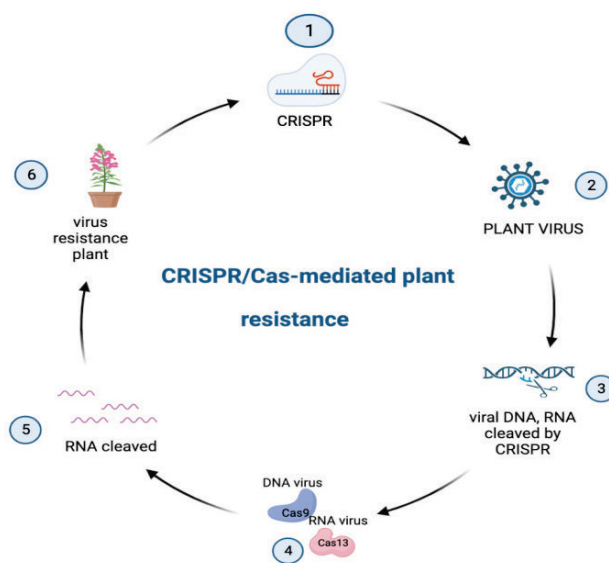 1
CRISPR
2
PLANT VIRUS
3
viral DNA, RNA
cleaved by
CRISPR
DNA virus
Cas9
RNA virus
Cas13
4
5
RNA cleaved
6
virus
resistance
plant
CRISPR/Cas-mediated plant
resistance